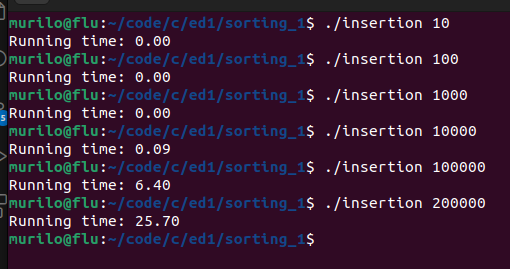 murilo@flu:~/code/c/ed1/sorting_1$ ./insertion 10
Running time: 0.00
murilo@flu:~/code/c/ed1/sorting_1$ ./insertion 100
Running time: 0.00
murilo@flu:~/code/c/ed1/sorting_1$ ./insertion 1000
Running time: 0.00
murilo@flu:~/code/c/ed1/sorting_1$ ./insertion 10000
Running time: 0.09
murilo@flu:~/code/c/ed1/sorting_1$ ./insertion 100000
Running time: 6.40
murilo@flu:~/code/c/ed1/sorting_1$ ./insertion 200000
Running time: 25.70
murilo@flu:~/code/c/ed1/sorting_1$